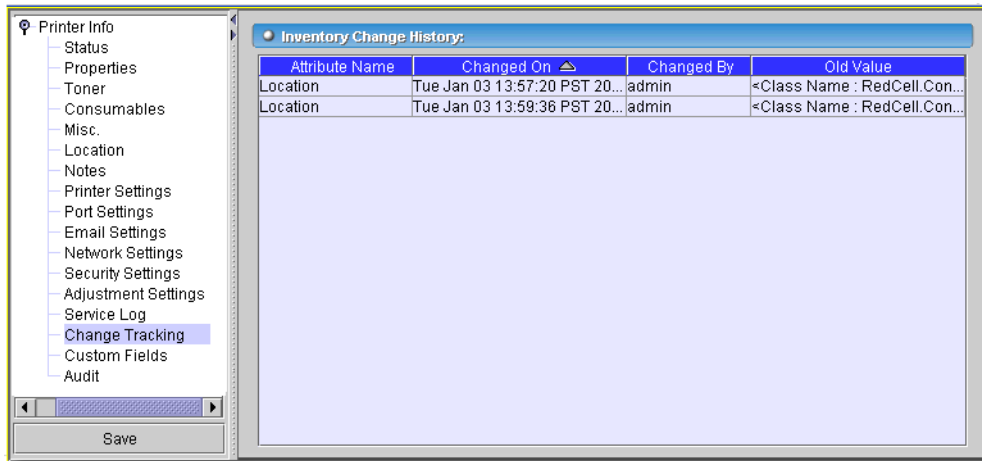 Printer Info
Status
Properties
Toner
Consumables
Misc.
Location
Notes
Printer Settings
Port Settings
Email Settings
Network Settings
Security Settings
Adjustment Settings
Service Log
Change Tracking
Custom Fields
Audit
Save
Inventory Change History:
Attribute Name Changed On Changed By Old Value
Location Tue Jan 03 13:57:20 PST 20... admin <Class Name : RedCell.Con...
Location Tue Jan 03 13:59:36 PST 20... admin <Class Name : RedCell.Con...